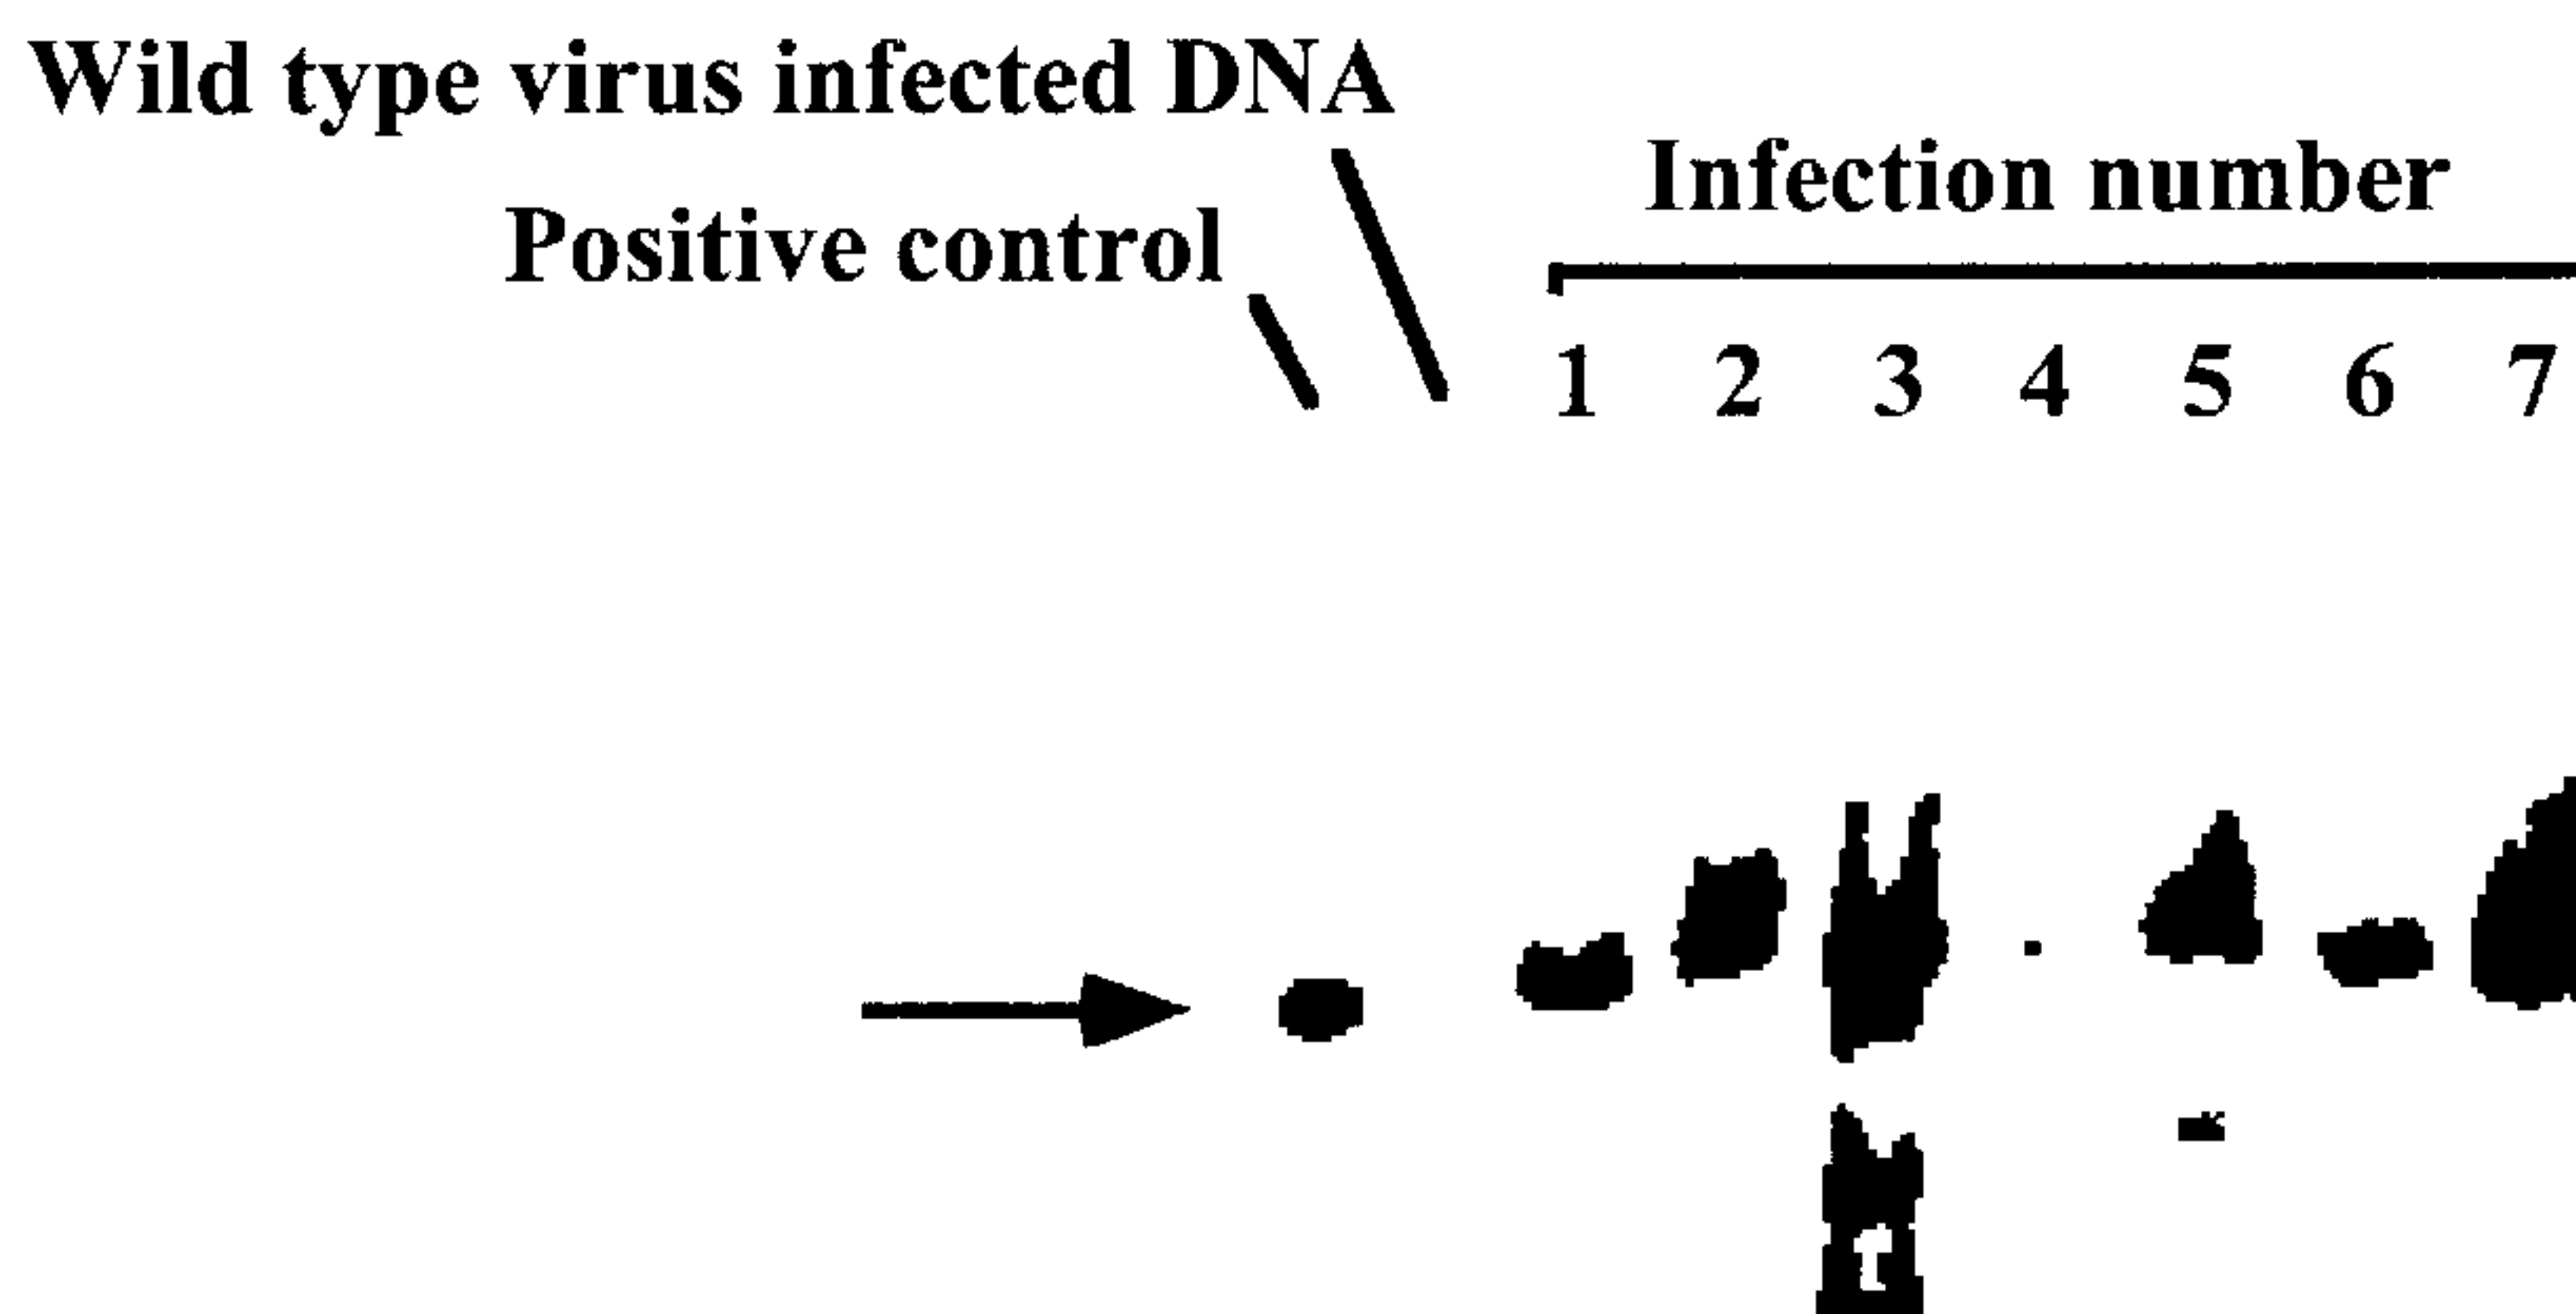 Wild type virus infected DNA
Positive control
Infection number
1 2 3 4 5 6 7